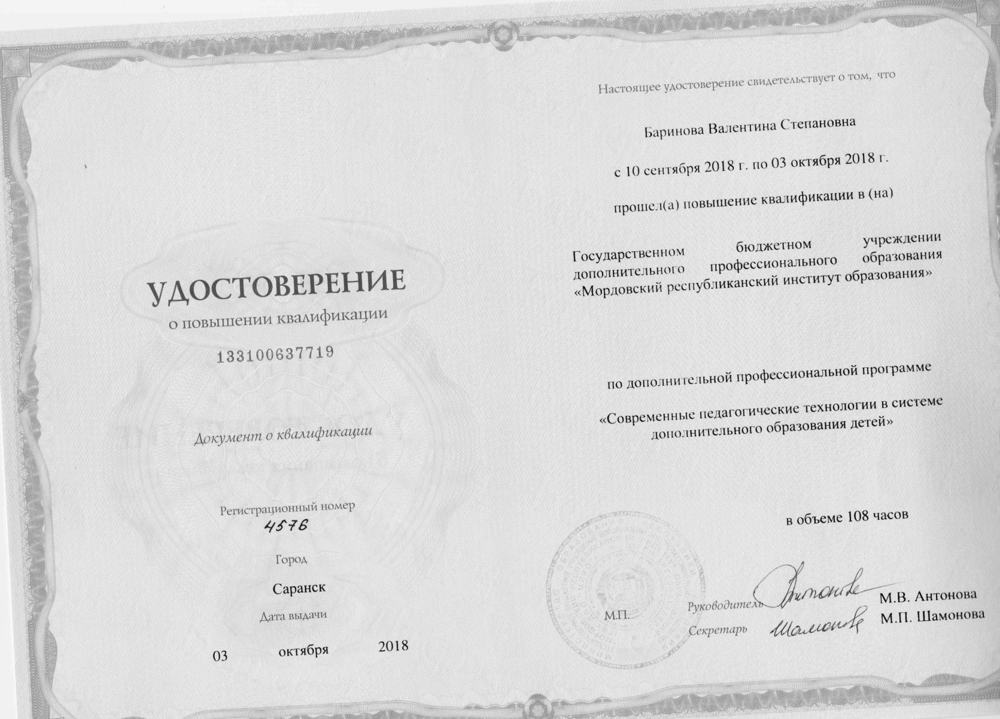 УДОСТОВЕРЕНИЕ
о повышении квалификации
133100637719
Документ о квалификации
Регистрационный номер
4576
Город
Саранск
Дата выдачи
03 октября 2018
Настоящее удостоверение свидетельствует о том, что
Баринова Валентина Степановна
с 10 сентября 2018 г. по 03 октября 2018 г.
прошел(а) повышение квалификации в (на)
Государственном бюджетном учреждении
дополнительного профессионального образования
«Мордовский республиканский институт образования»
по дополнительной профессиональной программе
«Современные педагогические технологии в системе
дополнительного образования детей»
в объеме 108 часов
М.П.
Руководитель Антонова М.В. Антонова
Секретарь Шамонова М.П. Шамонова